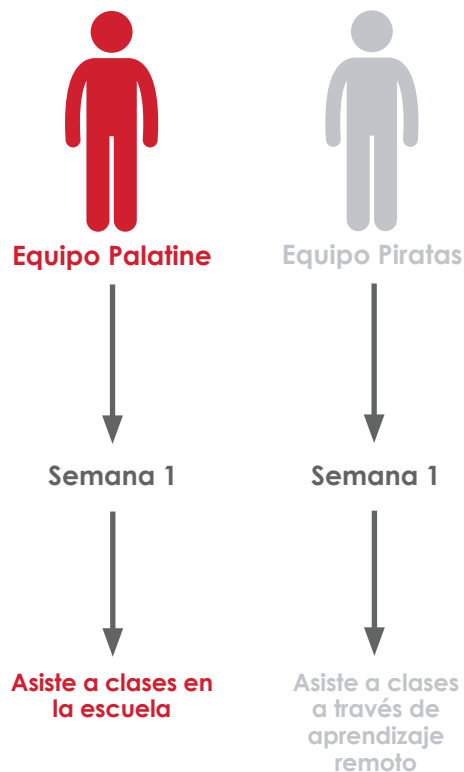 Equipo Palatine
Equipo Piratas
Semana 1
Semana 1
Asiste a clases en
la escuela
Asiste a clases
a través de
aprendizaje
remoto